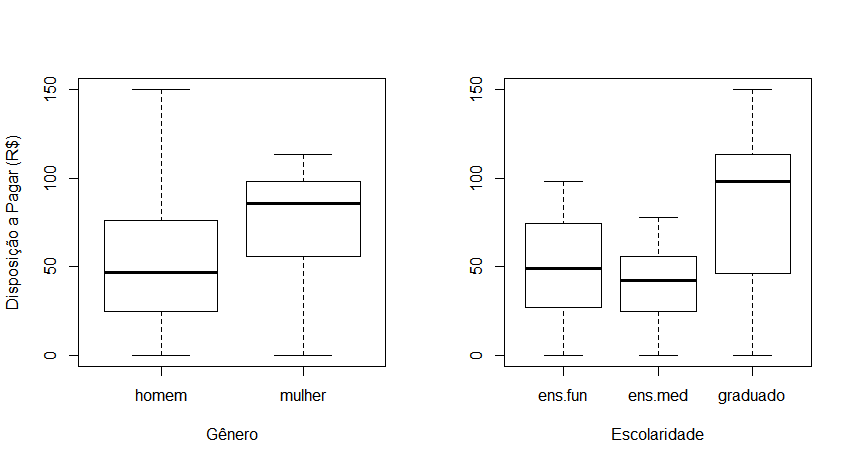 Disposição a Pagar (R$)
150
100
50
0
homem mulher
Gênero
150
100
50
0
ens.fun ens.med graduado
Escolaridade